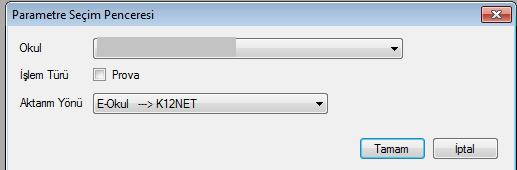 Parametre Seçim Penceresi
Okul
İşlem Türü Prova
Aktarım Yönü E-Okul ---> K12NET
Tamam İptal